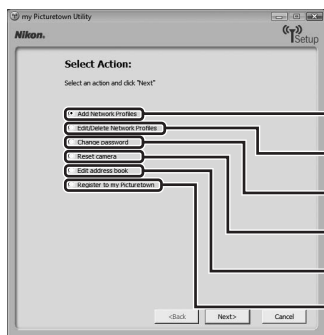 my Picturetown Utility
Nikon.
Setup
Select Action:
Select an action and click "Next"
Add Network Profiles
Edit/Delete Network Profiles
Change password
Reset camera
Edit address book
Register to my Picturetown
<Back
Next>
Cancel